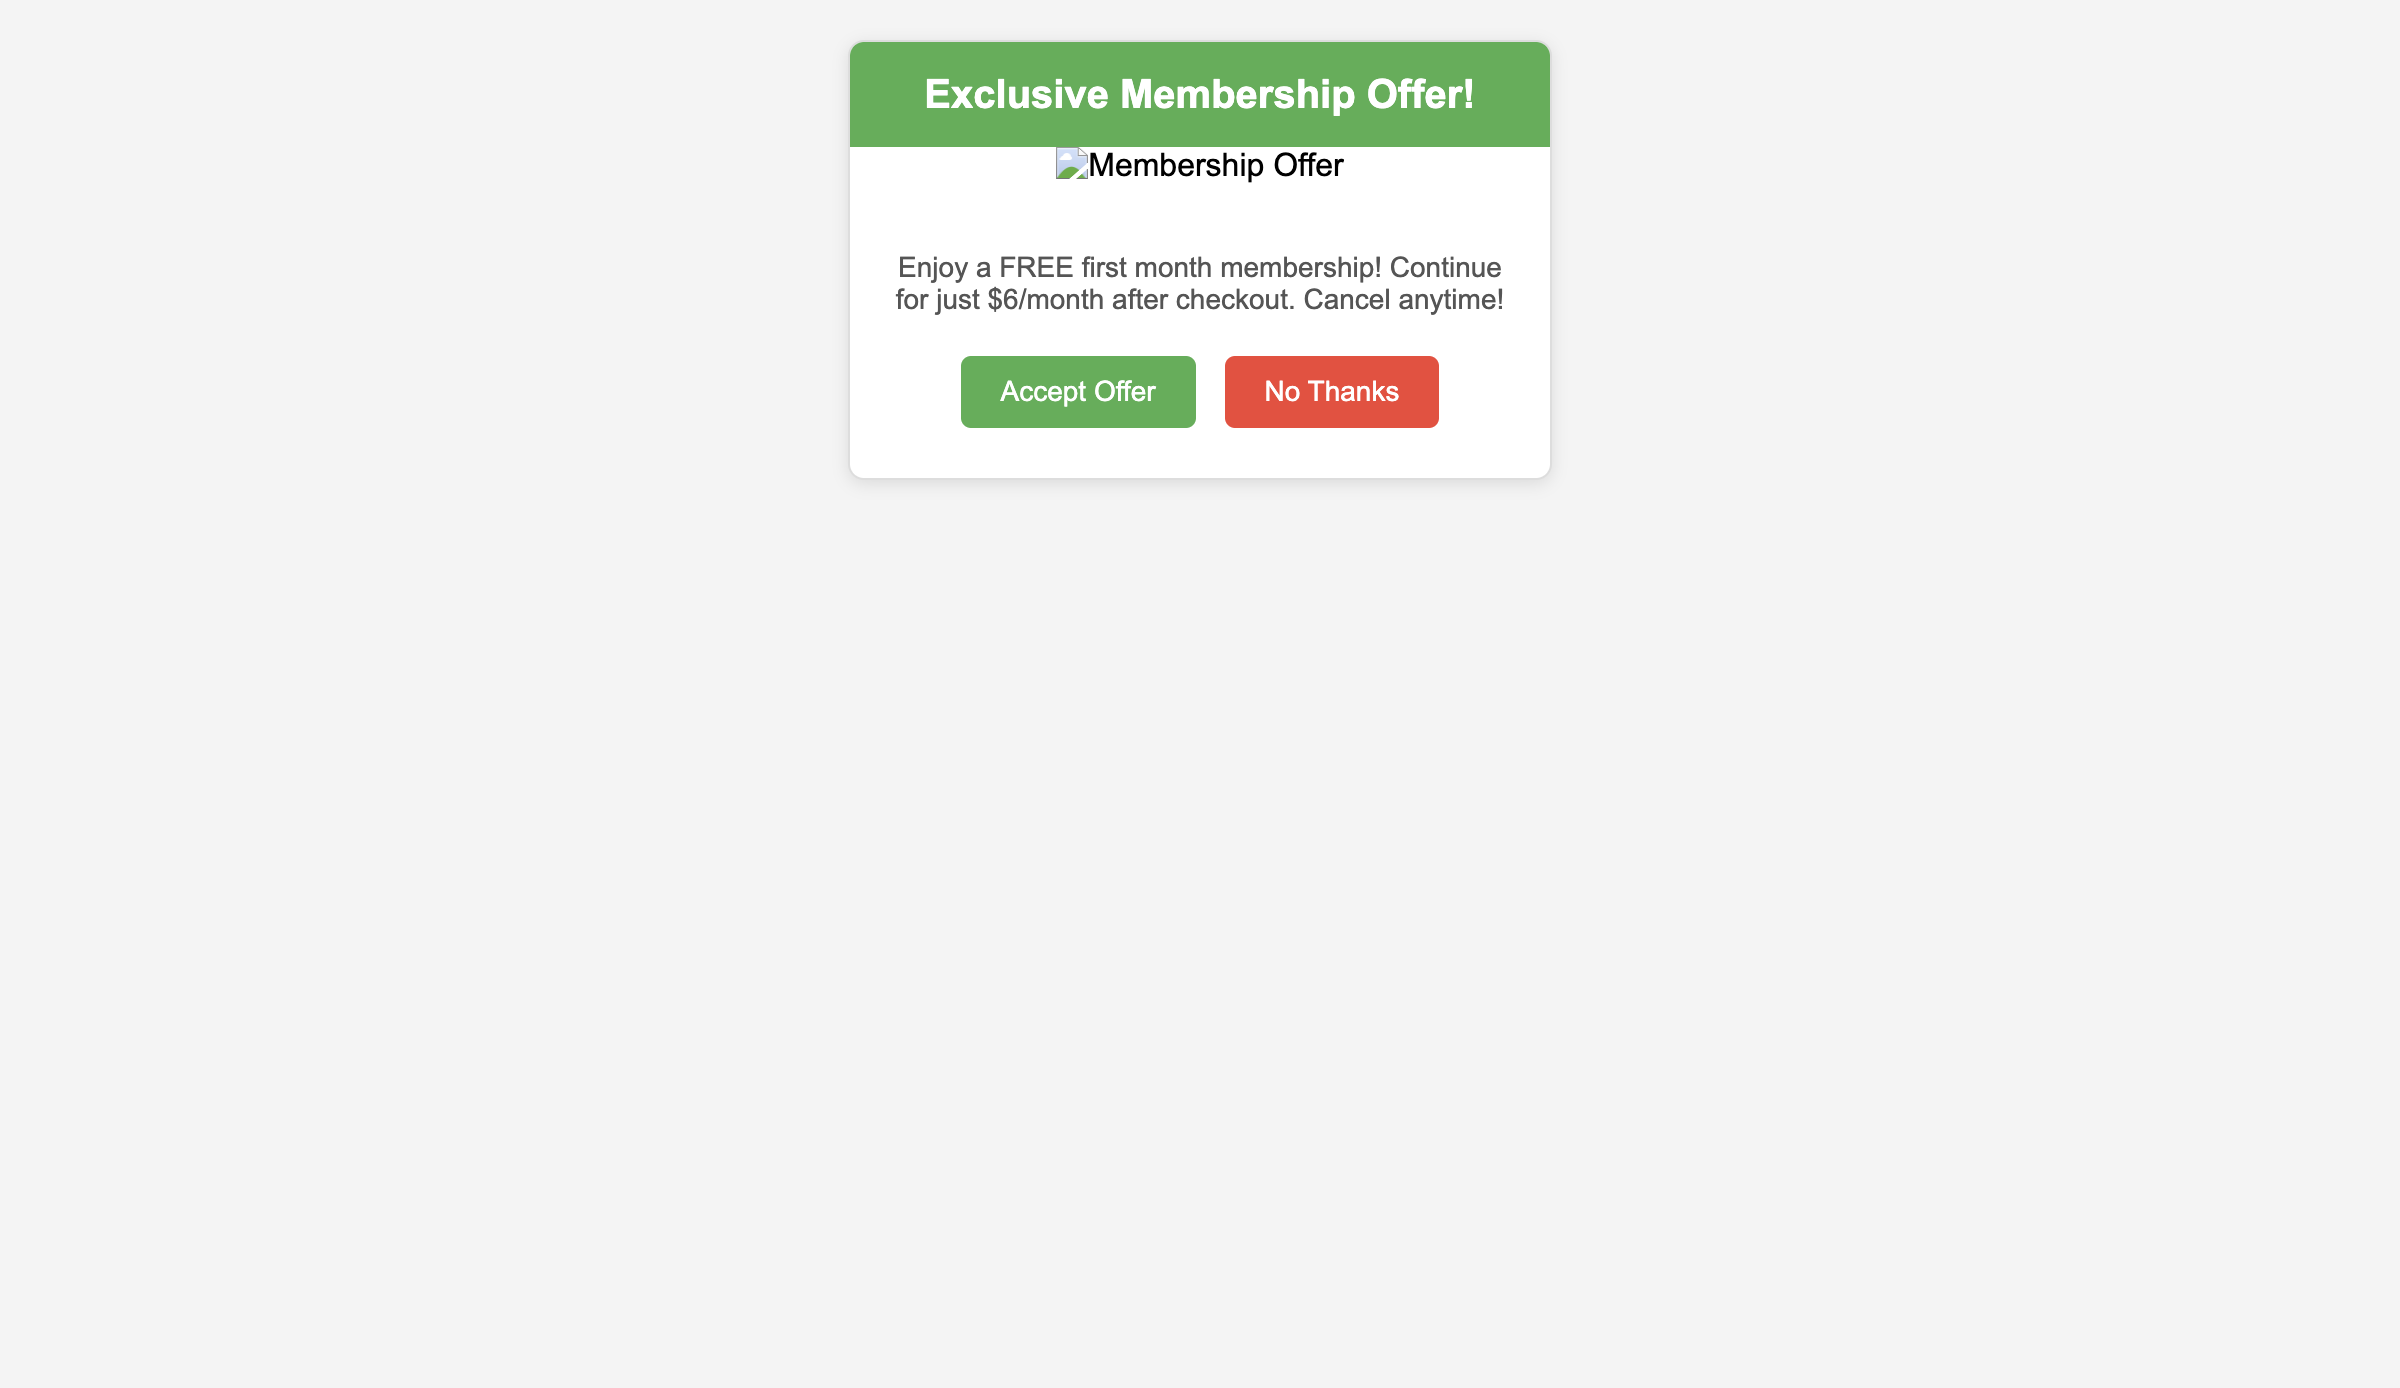 Exclusive Membership Offer!
Membership Offer
Enjoy a FREE first month membership! Continue
for just $6/month after checkout. Cancel anytime!
Accept Offer
No Thanks